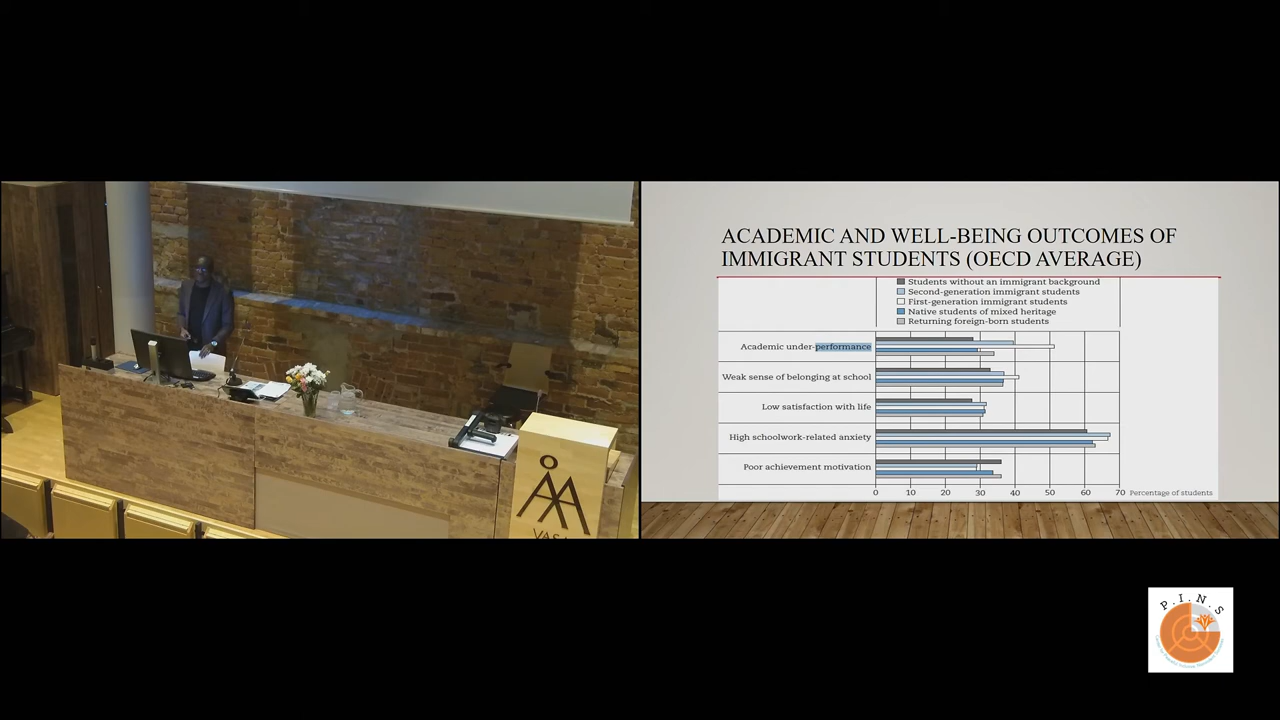 ACADEMIC AND WELL-BEING OUTCOMES OF
IMMIGRANT STUDENTS (OECD AVERAGE)
Students without an immigrant background
Second-generation immigrant students
First-generation immigrant students
Native students of mixed heritage
Returning foreign-born students
Academic under-performance
Weak sense of belonging at school
Low satisfaction with life
High schoolwork-related anxiety
Poor achievement motivation
0 10 20 30 40 50 60 70 Percentage of students
VASA
P.I.N.S